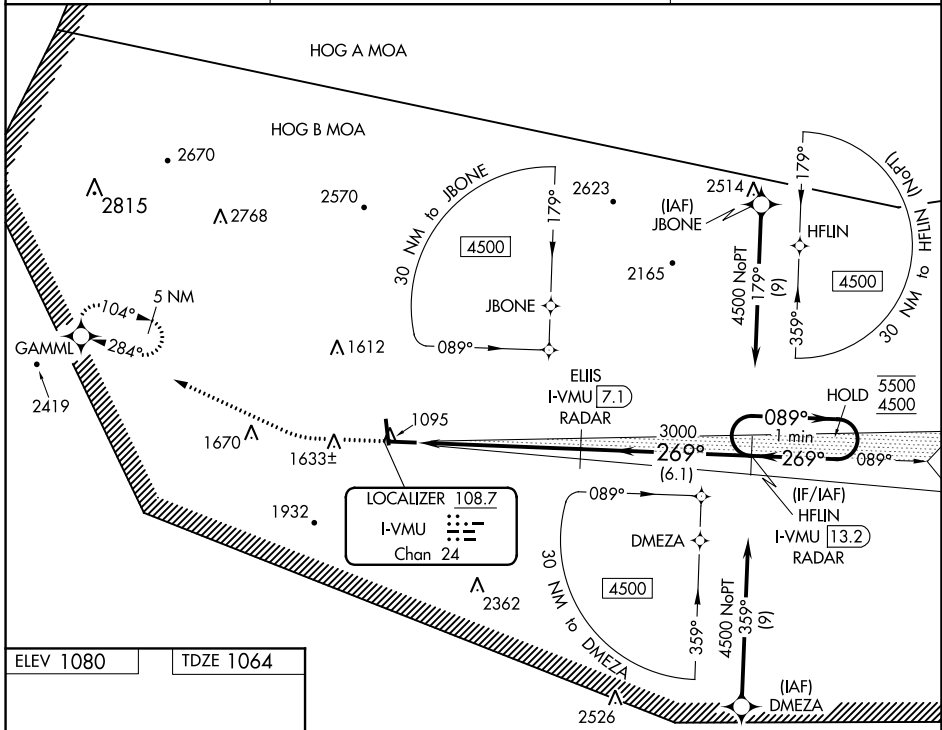 HOG A MOA
HOG B MOA
2670
2815
2768
2570
2623
2514
(IAF)
JBONE
179°
HFLIN
4500
359°
30 NM to HFLIN (NoPT)
30 NM to JBONE
4500
179°
JBONE
089°
2165
4500 NoPT
179°
(9)
104°
5 NM
284°
GAMML
2419
1612
ELIIS
I-VMU 7.1
RADAR
HOLD
5500
4500
089°
1 min
269°
089°
1095
3000
269°
(6.1)
1670
1633±
(IF/IAF)
HFLIN
I-VMU 13.2
RADAR
LOCALIZER 108.7
I-VMU
Chan 24
1932
089°
DMEZA
4500
359°
30 NM to DMEZA
4500 NoPT
359°
(9)
2362
ELEV 1080
TDZE 1064
2526
(IAF)
DMEZA